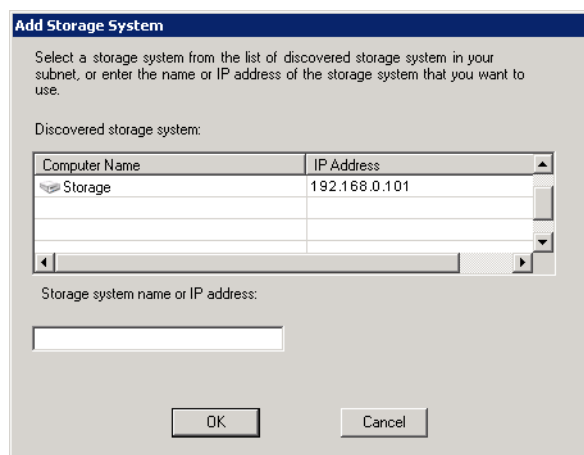 Add Storage System
Select a storage system from the list of discovered storage system in your
subnet, or enter the name or IP address of the storage system that you want to
use.
Discovered storage system:
Computer Name IP Address
Storage 192.168.0.101
Storage system name or IP address:
OK Cancel